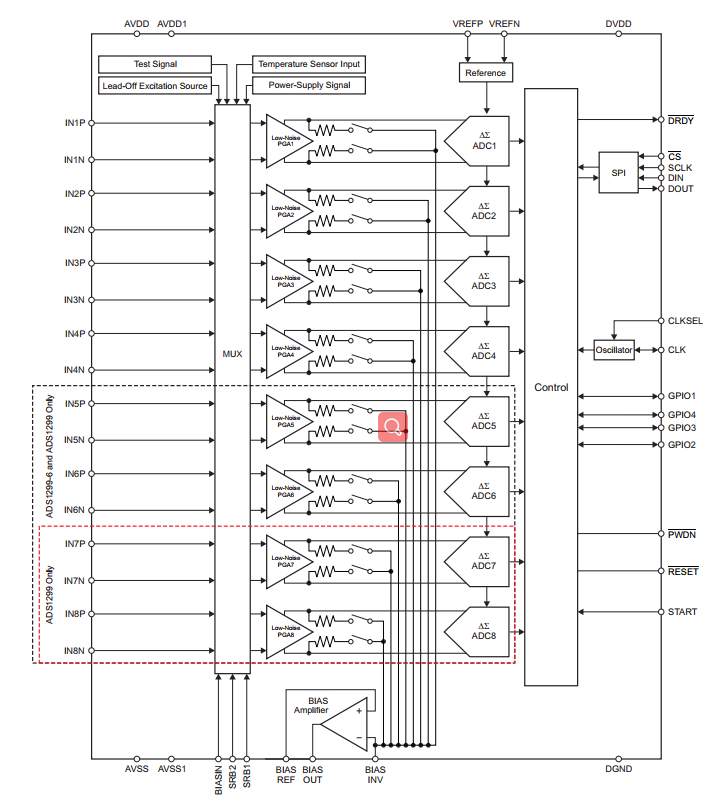 AVDD AVDD1 VREFP VREFN DVDD
Test Signal
Temperature Sensor Input
Lead-Off Excitation Source
Power-Supply Signal
Reference
IN1P
IN1N
IN2P
IN2N
IN3P
IN3N
IN4P
IN4N
IN5P
IN5N
IN6P
IN6N
IN7P
IN7N
IN8P
IN8N
ADS1299-6 and ADS1299 Only
ADS1299 Only
MUX
Low-Noise
PGA1
Low-Noise
PGA2
Low-Noise
PGA3
Low-Noise
PGA4
Low-Noise
PGA5
Low-Noise
PGA6
Low-Noise
PGA7
Low-Noise
PGA8
ΔΣ
ADC1
ΔΣ
ADC2
ΔΣ
ADC3
ΔΣ
ADC4
ΔΣ
ADC5
ΔΣ
ADC6
ΔΣ
ADC7
ΔΣ
ADC8
Control
SPI
Oscillator
DRDY
CS
SCLK
DIN
DOUT
CLKSEL
CLK
GPIO1
GPIO4
GPIO3
GPIO2
PWDN
RESET
START
BIAS
Amplifier
+
−
AVSS AVSS1
BIASIN
SRB2
SRB1
BIAS
REF
BIAS
OUT
BIAS
INV
DGND